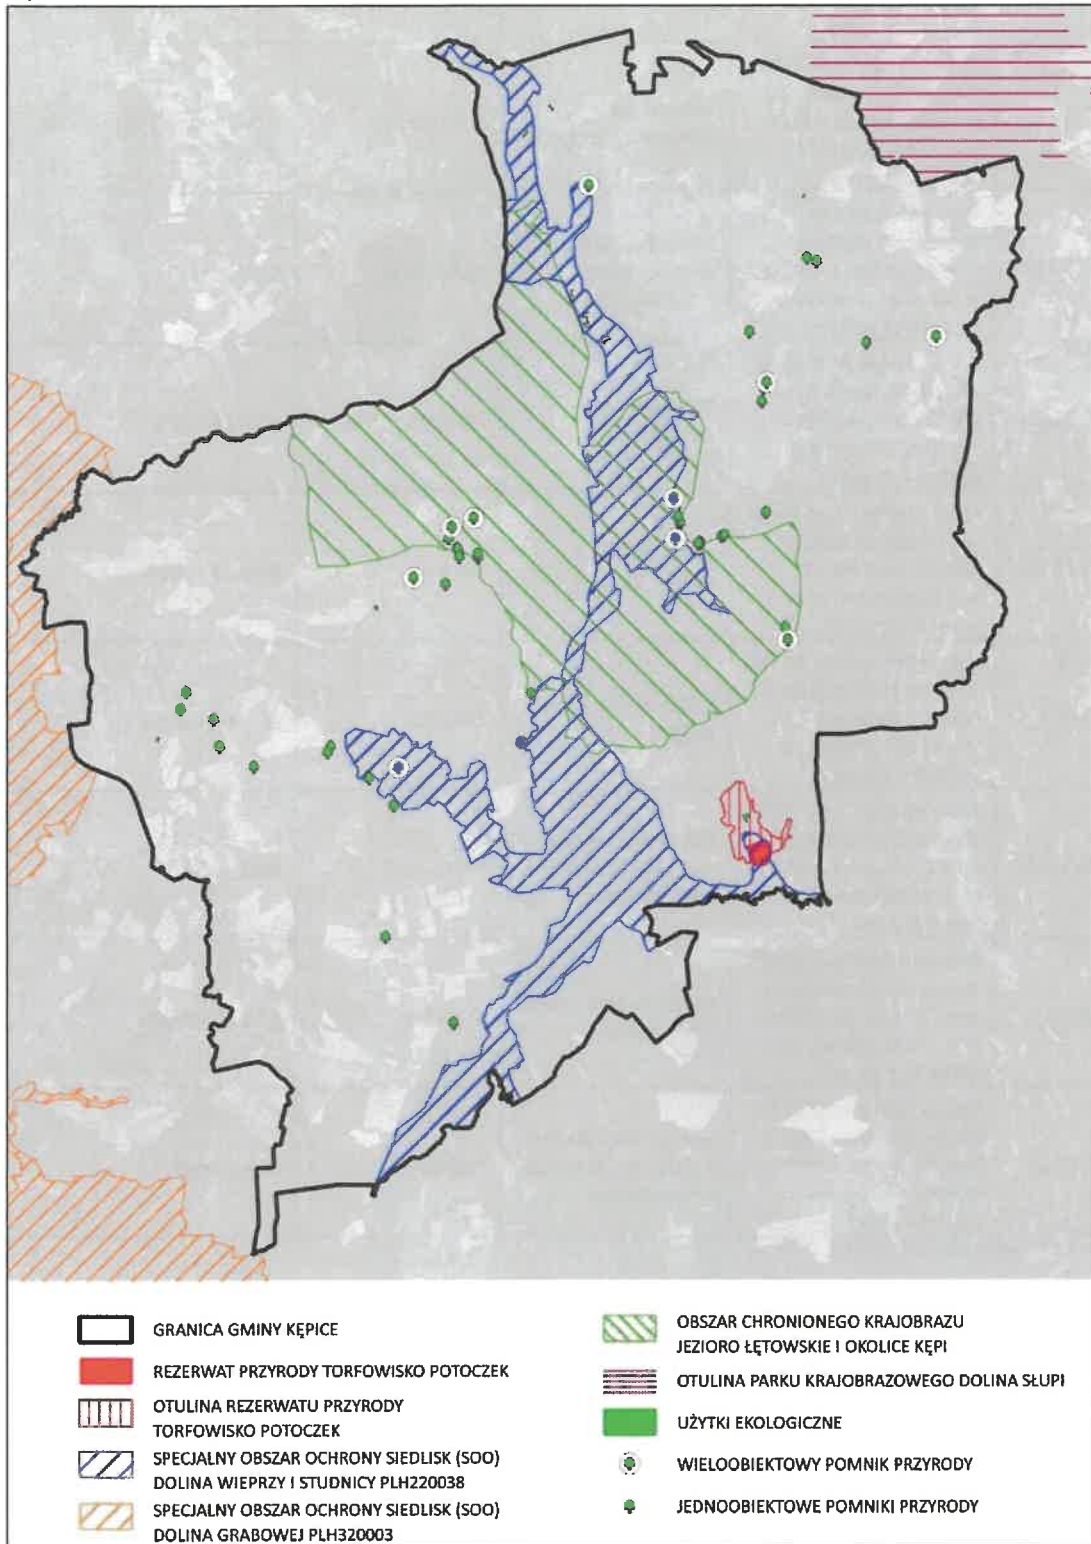 GRANICA GMINY KĘPICE
REZERWAT PRZYRODY TORFOWISKO POTOCZEK
OTULINA REZERWATU PRZYRODY
TORFOWISKO POTOCZEK
SPECJALNY OBSZAR OCHRONY SIEDLISK (SOO)
DOLINA WIEPRZY I STUDNICY PLH220038
SPECJALNY OBSZAR OCHRONY SIEDLISK (SOO)
DOLINA GRABOWEJ PLH320003
OBSZAR CHRONIONEGO KRAJOBRAZU
JEZIORO ŁĘTOWSKIE I OKOLICE KĘPI
OTULINA PARKU KRAJOBRAZOWEGO DOLINA SŁUPI
UŻYTKI EKOLOGICZNE
WIELOOBIEKTOWY POMNIK PRZYRODY
JEDNOOBIEKTOWE POMNIKI PRZYRODY